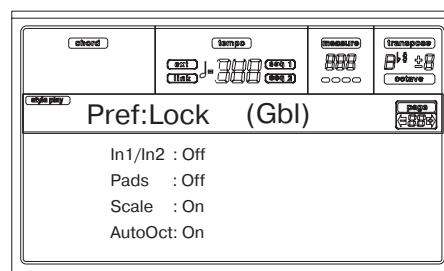 chord tempo measure transpose
ext seq 1
link seq 2
octave
style play page
Pref:Lock (Gbl)
In1/In2 : Off
Pads : Off
Scale : On
AutoOct: On